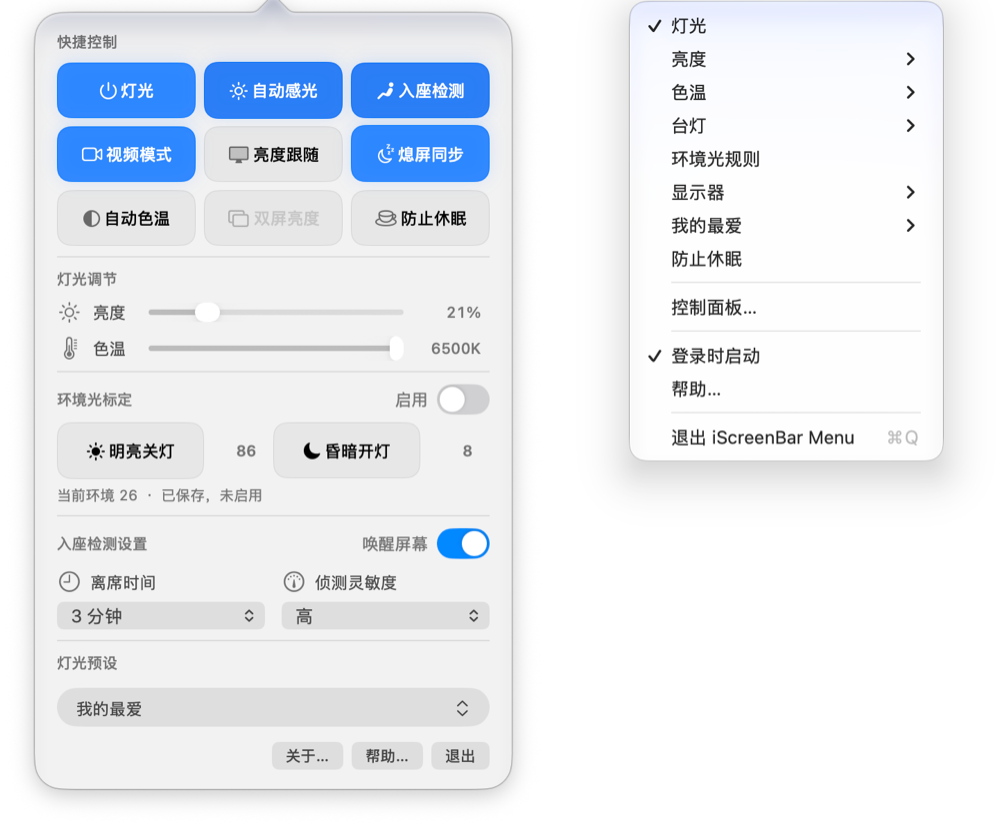 快捷控制
灯光 自动感光 入座检测
视频模式 亮度跟随 熄屏同步
自动色温 双屏亮度 防止休眠
灯光调节
亮度 21%
色温 6500K
环境光标定 启用
明亮关灯 86 昏暗开灯 8
当前环境 26 · 已保存，未启用
入座检测设置 唤醒屏幕
离席时间 侦测灵敏度
3 分钟 高
灯光预设
我的最爱
关于... 帮助... 退出
灯光
亮度
色温
台灯
环境光规则
显示器
我的最爱
防止休眠
控制面板...
登录时启动
帮助...
退出 iScreenBar Menu ⌘Q